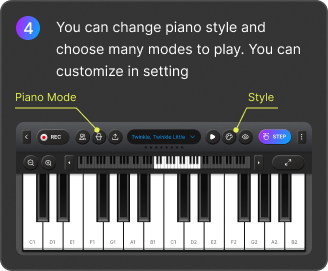 4
You can change piano style and
choose many modes to play. You can
customize in setting
Piano Mode Style
REC Twinkle, Twinkle Little STEP
C1 D1 E1 F1 G1 A1 B1 C1 D2 E2 F2 G2 A2 B2